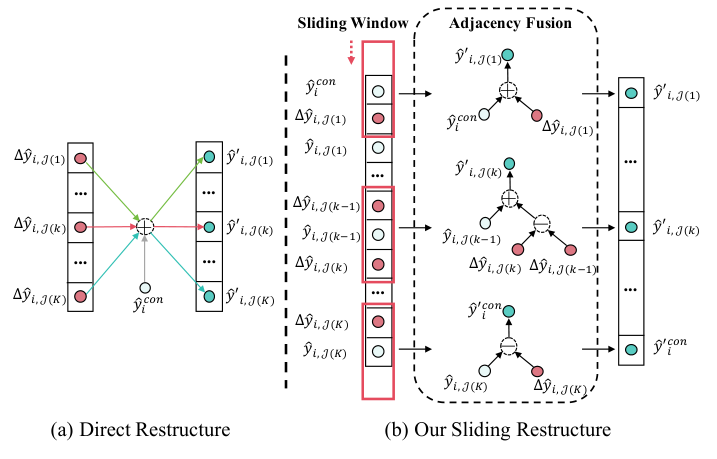 Sliding Window
Adjacency Fusion
Δŷ_{i,𝒥(1)}
...
Δŷ_{i,𝒥(k)}
...
Δŷ_{i,𝒥(K)}
+
ŷ_i^{con}
ŷ'_{i,𝒥(1)}
...
ŷ'_{i,𝒥(k)}
...
ŷ'_{i,𝒥(K)}
ŷ_i^{con}
Δŷ_{i,𝒥(1)}
ŷ_{i,𝒥(1)}
...
Δŷ_{i,𝒥(k−1)}
ŷ_{i,𝒥(k−1)}
Δŷ_{i,𝒥(k)}
...
Δŷ_{i,𝒥(K)}
ŷ_{i,𝒥(K)}
ŷ'_{i,𝒥(1)}
+
ŷ_i^{con} Δŷ_{i,𝒥(1)}
ŷ'_{i,𝒥(k)}
+
ŷ_{i,𝒥(k−1)} −
Δŷ_{i,𝒥(k)} Δŷ_{i,𝒥(k−1)}
ŷ'_i^{con}
−
ŷ_{i,𝒥(K)} Δŷ_{i,𝒥(K)}
ŷ'_{i,𝒥(1)}
...
ŷ'_{i,𝒥(k)}
...
ŷ'_i^{con}
(a) Direct Restructure
(b) Our Sliding Restructure